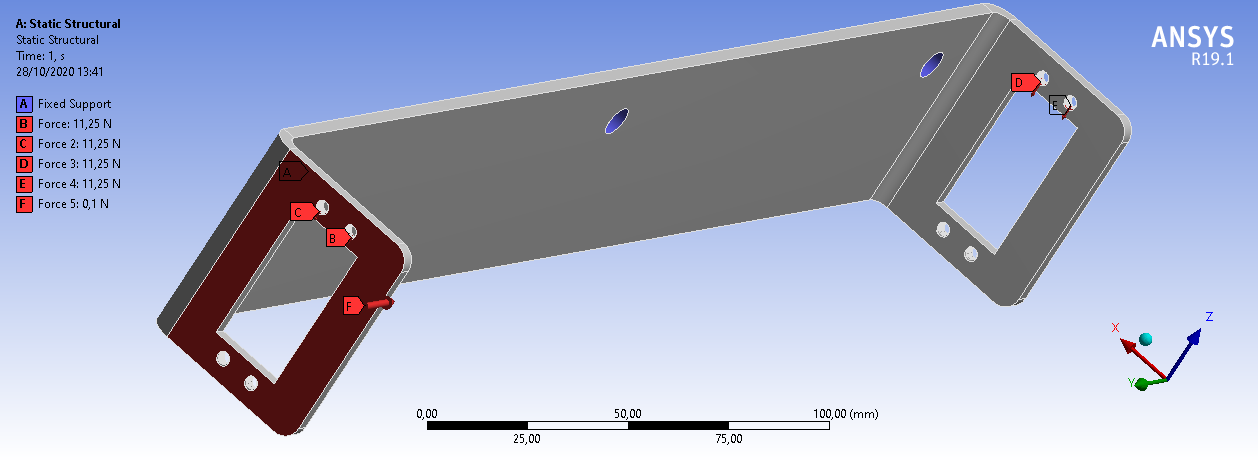 A: Static Structural
Static Structural
Time: 1, s
28/10/2020 13:41
A Fixed Support
B Force: 11,25 N
C Force 2: 11,25 N
D Force 3: 11,25 N
E Force 4: 11,25 N
F Force 5: 0,1 N
ANSYS
R19.1
D
E
A
C
B
F
X
Z
Y
0,00 50,00 100,00 (mm)
25,00 75,00